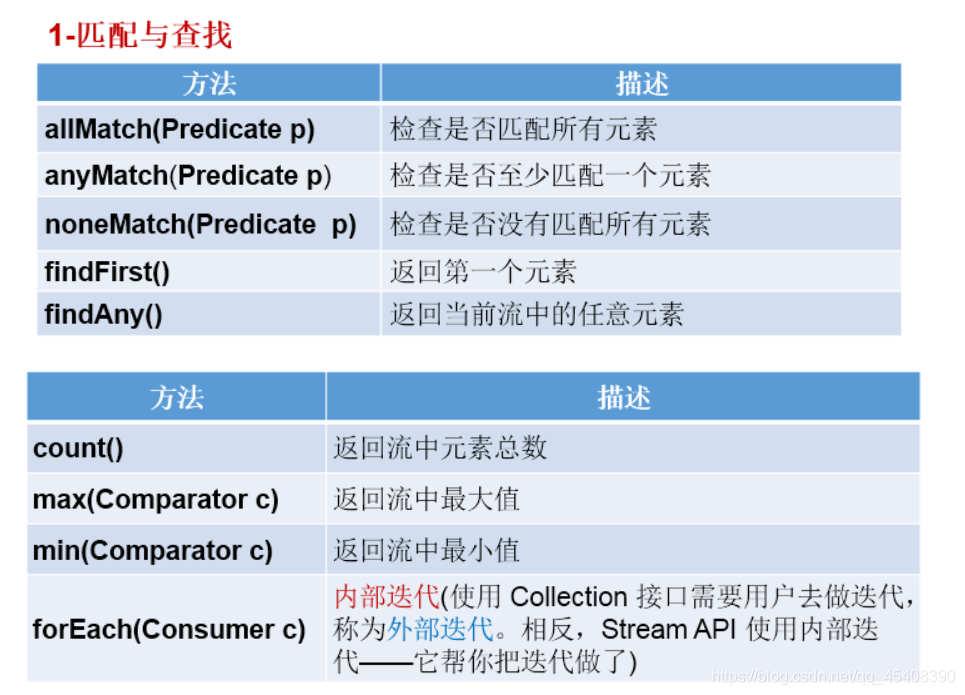 1-匹配与查找
方法 描述
allMatch(Predicate p) 检查是否匹配所有元素
anyMatch(Predicate p) 检查是否至少匹配一个元素
noneMatch(Predicate  p) 检查是否没有匹配所有元素
findFirst() 返回第一个元素
findAny() 返回当前流中的任意元素
方法 描述
count() 返回流中元素总数
max(Comparator c) 返回流中最大值
min(Comparator c) 返回流中最小值
内部迭代(使用 Collection 接口需要用户去做迭代，
forEach(Consumer c) 称为外部迭代。相反，Stream API 使用内部迭
代——它帮你把迭代做了)
https://blog.csdn.net/qq_45408390